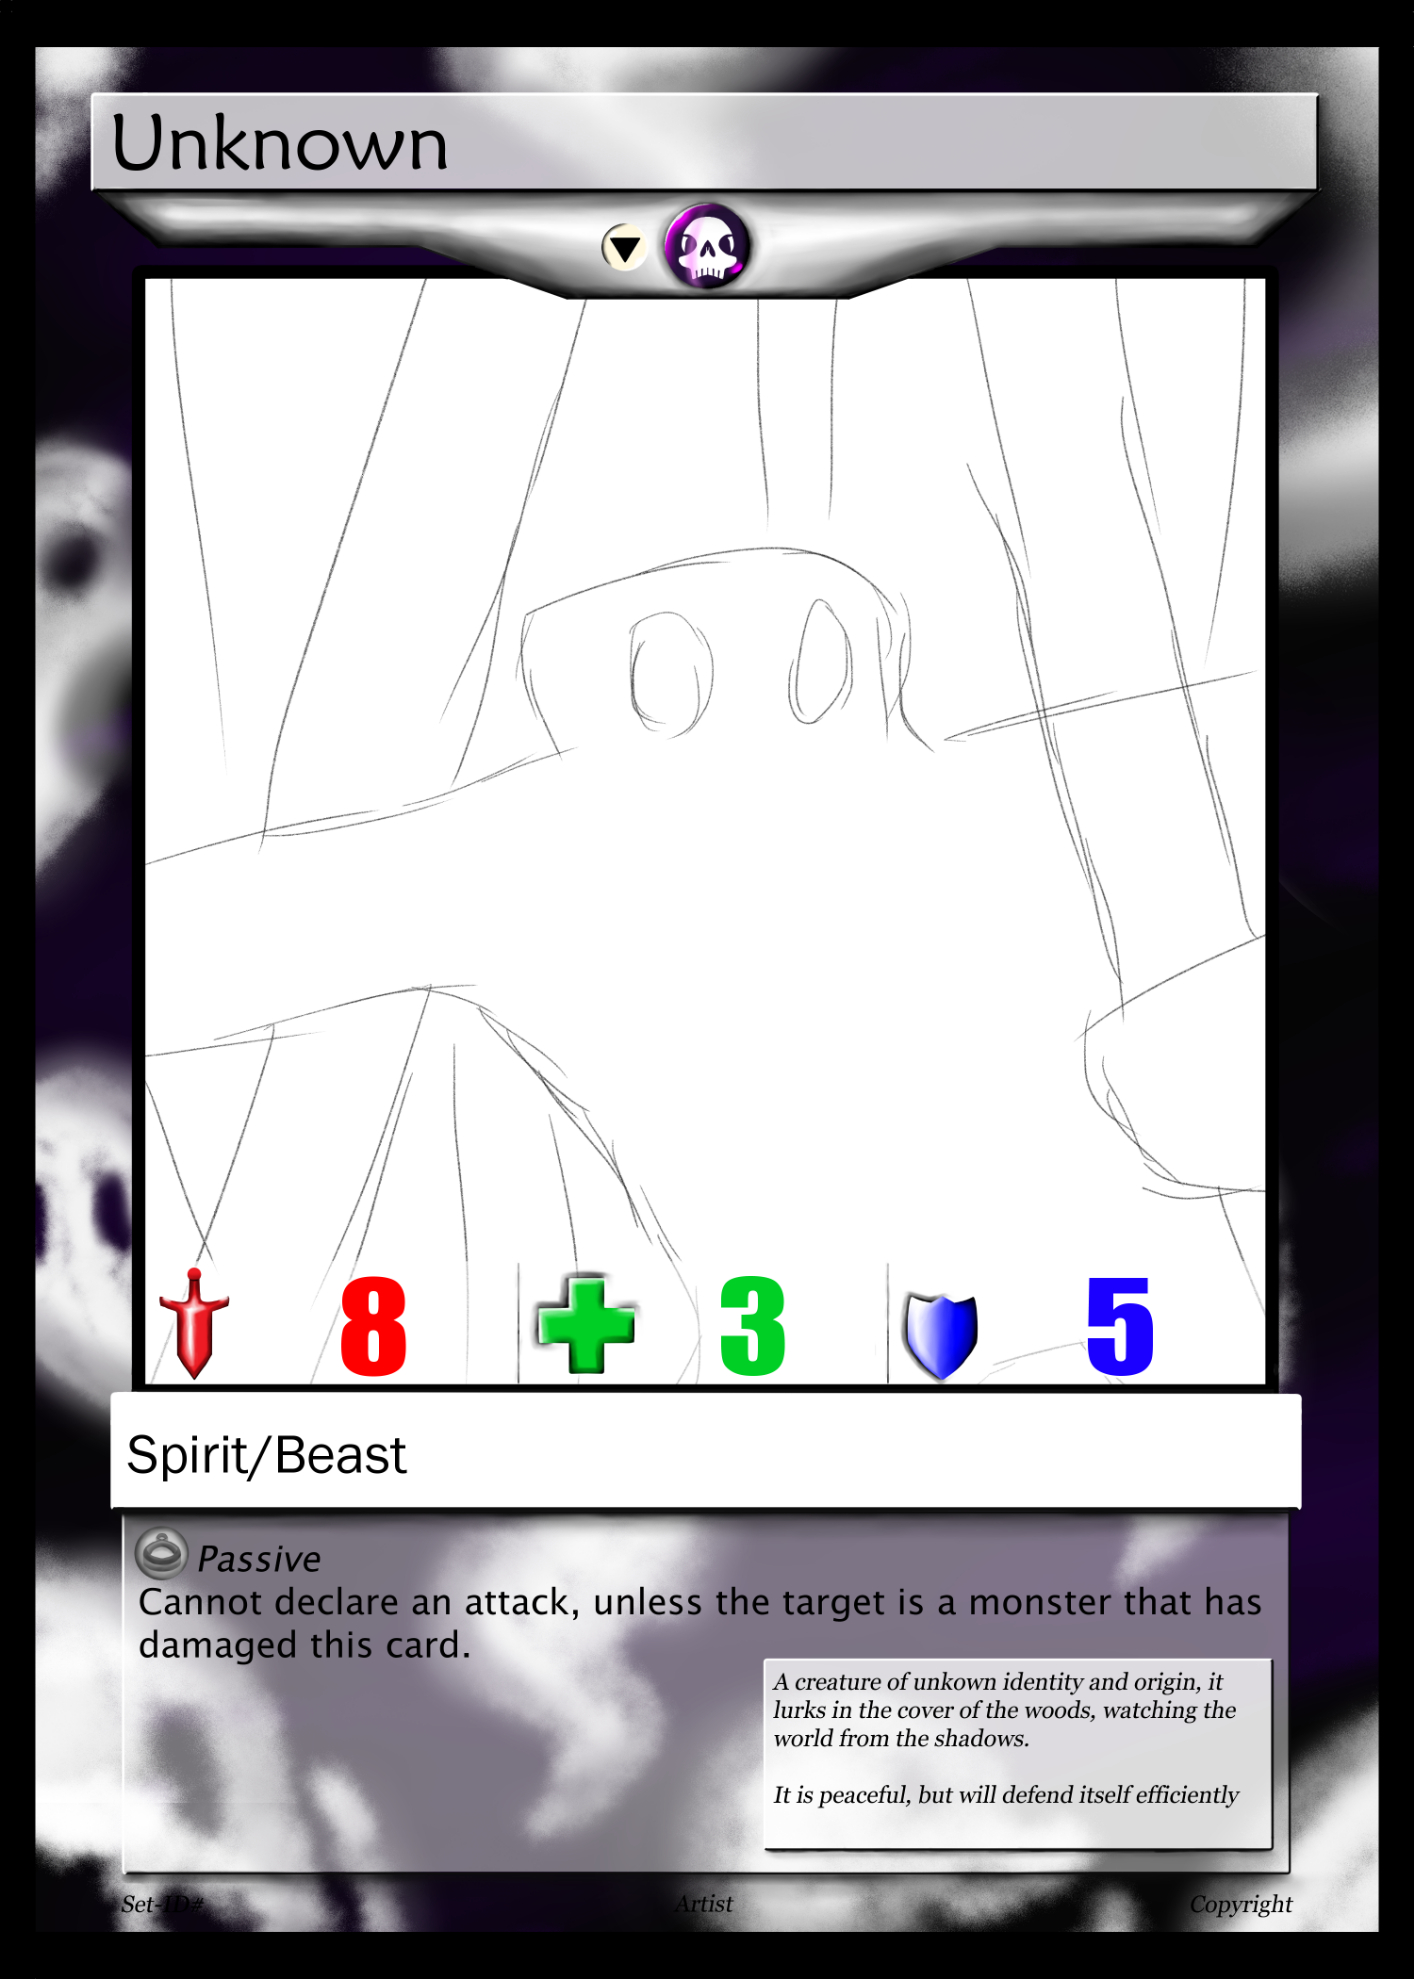 Unknown
8
3
5
Spirit/Beast
Passive
Cannot declare an attack, unless the target is a monster that has
damaged this card.
A creature of unkown identity and origin, it
lurks in the cover of the woods, watching the
world from the shadows.
It is peaceful, but will defend itself efficiently
Set-ID#
Artist
Copyright